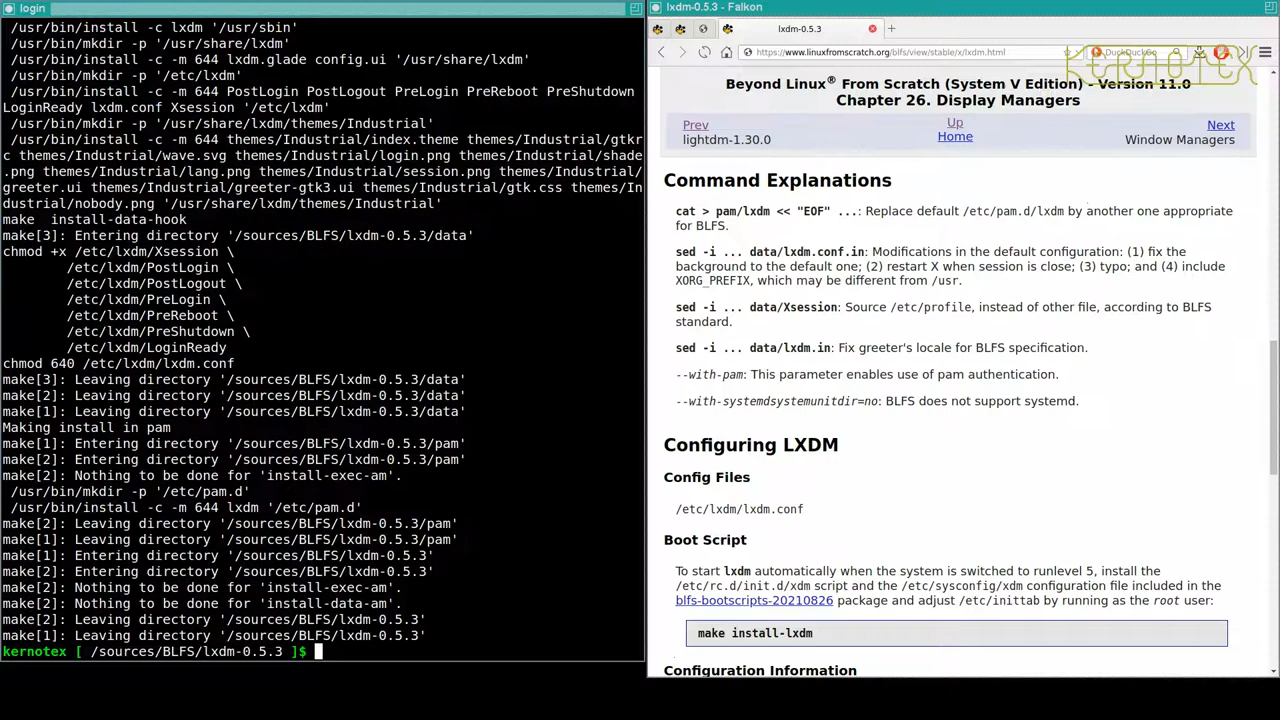 login
/usr/bin/install -c lxdm '/usr/sbin'
/usr/bin/mkdir -p '/usr/share/lxdm'
/usr/bin/install -c -m 644 lxdm.glade config.ui '/usr/share/lxdm'
/usr/bin/mkdir -p '/etc/lxdm'
/usr/bin/install -c -m 644 PostLogin PostLogout PreLogin PreReboot PreShutdown
LoginReady lxdm.conf Xsession '/etc/lxdm'
/usr/bin/mkdir -p '/usr/share/lxdm/themes/Industrial'
/usr/bin/install -c -m 644 themes/Industrial/index.theme themes/Industrial/gtkr
c themes/Industrial/wave.svg themes/Industrial/login.png themes/Industrial/shade
.png themes/Industrial/lang.png themes/Industrial/session.png themes/Industrial/
greeter.ui themes/Industrial/greeter-gtk3.ui themes/Industrial/gtk.css themes/In
dustrial/nobody.png '/usr/share/lxdm/themes/Industrial'
make  install-data-hook
make[3]: Entering directory '/sources/BLFS/lxdm-0.5.3/data'
chmod +x /etc/lxdm/Xsession \
/etc/lxdm/PostLogin \
/etc/lxdm/PostLogout \
/etc/lxdm/PreLogin \
/etc/lxdm/PreReboot \
/etc/lxdm/PreShutdown \
/etc/lxdm/LoginReady
chmod 640 /etc/lxdm/lxdm.conf
make[3]: Leaving directory '/sources/BLFS/lxdm-0.5.3/data'
make[2]: Leaving directory '/sources/BLFS/lxdm-0.5.3/data'
make[1]: Leaving directory '/sources/BLFS/lxdm-0.5.3/data'
Making install in pam
make[1]: Entering directory '/sources/BLFS/lxdm-0.5.3/pam'
make[2]: Entering directory '/sources/BLFS/lxdm-0.5.3/pam'
make[2]: Nothing to be done for 'install-exec-am'.
/usr/bin/mkdir -p '/etc/pam.d'
/usr/bin/install -c -m 644 lxdm '/etc/pam.d'
make[2]: Leaving directory '/sources/BLFS/lxdm-0.5.3/pam'
make[1]: Leaving directory '/sources/BLFS/lxdm-0.5.3/pam'
make[1]: Entering directory '/sources/BLFS/lxdm-0.5.3'
make[2]: Entering directory '/sources/BLFS/lxdm-0.5.3'
make[2]: Nothing to be done for 'install-exec-am'.
make[2]: Nothing to be done for 'install-data-am'.
make[2]: Leaving directory '/sources/BLFS/lxdm-0.5.3'
make[1]: Leaving directory '/sources/BLFS/lxdm-0.5.3'
kernotex [ /sources/BLFS/lxdm-0.5.3 ]$
lxdm-0.5.3 - Falkon
lxdm-0.5.3
https://www.linuxfromscratch.org/blfs/view/stable/x/lxdm.html
DuckDuckGo
KERNOTEX
Beyond Linux® From Scratch (System V Edition) - Version 11.0
Chapter 26. Display Managers
Prev Up Next
lightdm-1.30.0 Home Window Managers
Command Explanations
cat > pam/lxdm << "EOF" ...: Replace default /etc/pam.d/lxdm by another one appropriate
for BLFS.
sed -i ... data/lxdm.conf.in: Modifications in the default configuration: (1) fix the
background to the default one; (2) restart X when session is close; (3) typo; and (4) include
XORG_PREFIX, which may be different from /usr.
sed -i ... data/Xsession: Source /etc/profile, instead of other file, according to BLFS
standard.
sed -i ... data/lxdm.in: Fix greeter's locale for BLFS specification.
--with-pam: This parameter enables use of pam authentication.
--with-systemdsystemunitdir=no: BLFS does not support systemd.
Configuring LXDM
Config Files
/etc/lxdm/lxdm.conf
Boot Script
To start lxdm automatically when the system is switched to runlevel 5, install the
/etc/rc.d/init.d/xdm script and the /etc/sysconfig/xdm configuration file included in the
blfs-bootscripts-20210826 package and adjust /etc/inittab by running as the root user:
make install-lxdm
Configuration Information